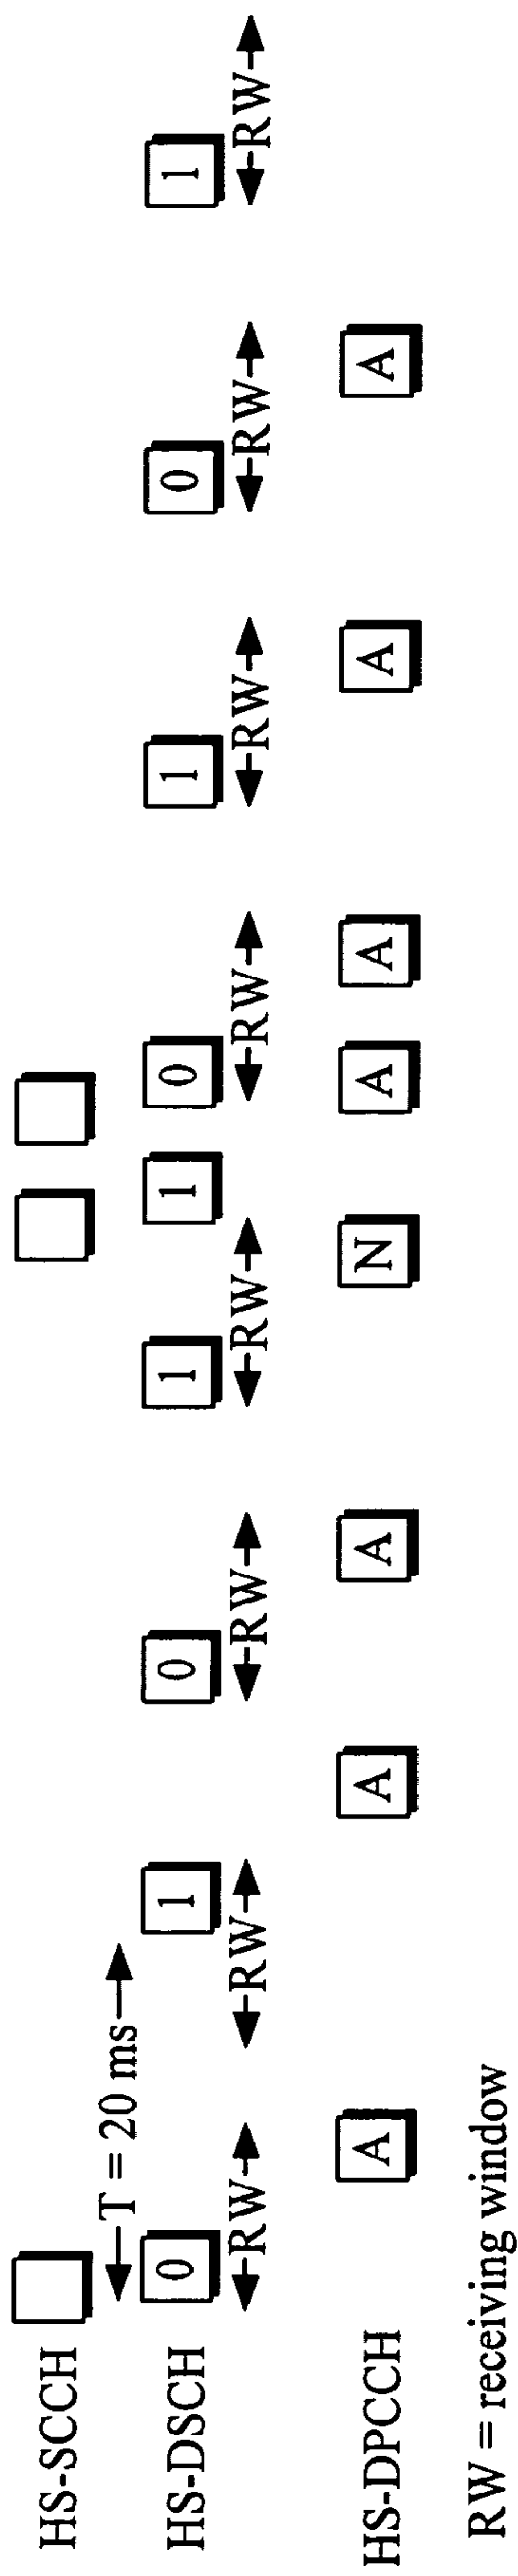 HS-SCCH
T = 20 ms
HS-DSCH 0 1 0 1 1 0 1 0 1
RW RW RW RW RW RW RW RW
HS-DPCCH A A A N A A A A
RW = receiving window